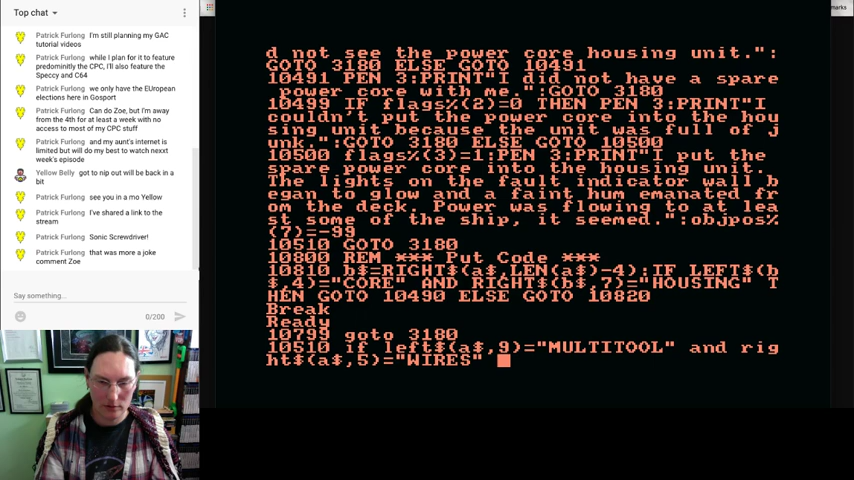 Top chat
Patrick Furlong I'm still planning my GAC
tutorial videos
Patrick Furlong while I plan for it to feature
predominitly the CPC, I'll also feature the
Speccy and C64
Patrick Furlong we only have the EUropean
elections here in Gosport
Patrick Furlong Can do Zoe, but I'm away
from the 4th for at least a week with no
access to most of my CPC stuff
Patrick Furlong and my aunt's internet is
limited but will do my best to watch nexxt
week's episode
Yellow Belly got to nip out will be back in a
bit
Patrick Furlong see you in a mo Yellow
Patrick Furlong I've shared a link to the
stream
Patrick Furlong Sonic Screwdriver!
Patrick Furlong that was more a joke
comment Zoe
Say something...
0/200
marks
d not see the power core housing unit.":
GOTO 3180 ELSE GOTO 10491
10491 PEN 3:PRINT"I did not have a spare
power core with me.":GOTO 3180
10499 IF flags%(2)=0 THEN PEN 3:PRINT"I
couldn't put the power core into the hou
sing unit because the unit was full of j
unk.":GOTO 3180 ELSE GOTO 10500
10500 flags%(3)=1:PEN 3:PRINT"I put the
spare power core into the housing unit.
The lights on the fault indicator wall b
egan to glow and a faint hum emanated fr
om the deck. Power was flowing to at lea
st some of the ship, it seemed.":objpos%
(7)=-99
10510 GOTO 3180
10800 REM *** Put Code ***
10810 b$=RIGHT$(a$,LEN(a$)-4):IF LEFT$(b
$,4)="CORE" AND RIGHT$(b$,7)="HOUSING" T
HEN GOTO 10490 ELSE GOTO 10820
Break
Ready
10799 goto 3180
10510 if left$(a$,9)="MULTITOOL" and rig
ht$(a$,5)="WIRES"